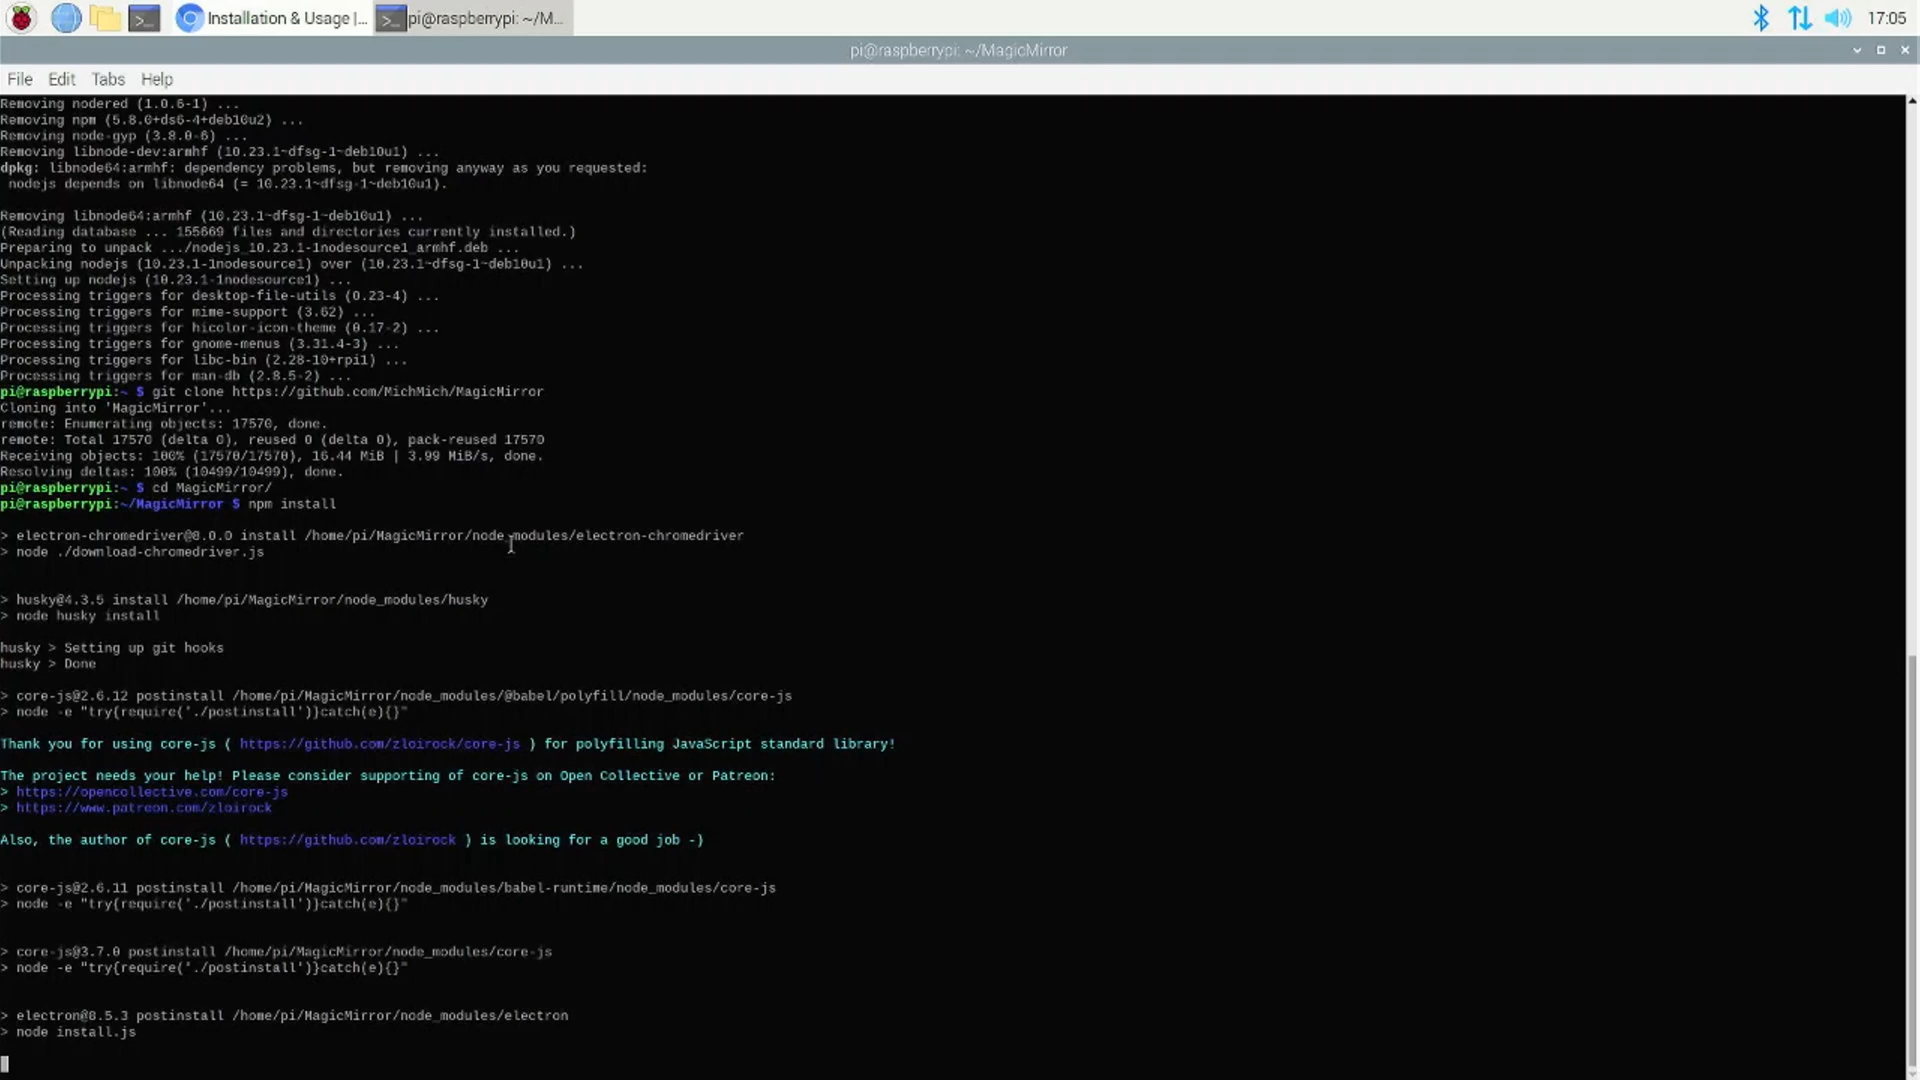 Installation & Usage |...
pi@raspberrypi: ~/M...
17:05
pi@raspberrypi: ~/MagicMirror
File Edit Tabs Help
Removing nodered (1.0.6-1) ...
Removing npm (5.8.0+ds6-4+deb10u2) ...
Removing node-gyp (3.8.0-6) ...
Removing libnode-dev:armhf (10.23.1~dfsg-1~deb10u1) ...
dpkg: libnode64:armhf: dependency problems, but removing anyway as you requested:
 nodejs depends on libnode64 (= 10.23.1~dfsg-1~deb10u1).
Removing libnode64:armhf (10.23.1~dfsg-1~deb10u1) ...
(Reading database ... 155669 files and directories currently installed.)
Preparing to unpack .../nodejs_10.23.1-1nodesource1_armhf.deb ...
Unpacking nodejs (10.23.1-1nodesource1) over (10.23.1~dfsg-1~deb10u1) ...
Setting up nodejs (10.23.1-1nodesource1) ...
Processing triggers for desktop-file-utils (0.23-4) ...
Processing triggers for mime-support (3.62) ...
Processing triggers for hicolor-icon-theme (0.17-2) ...
Processing triggers for gnome-menus (3.31.4-3) ...
Processing triggers for libc-bin (2.28-10+rpi1) ...
Processing triggers for man-db (2.8.5-2) ...
pi@raspberrypi:~ $ git clone https://github.com/MichMich/MagicMirror
Cloning into 'MagicMirror'...
remote: Enumerating objects: 17570, done.
remote: Total 17570 (delta 0), reused 0 (delta 0), pack-reused 17570
Receiving objects: 100% (17570/17570), 16.44 MiB | 3.99 MiB/s, done.
Resolving deltas: 100% (10499/10499), done.
pi@raspberrypi:~ $ cd MagicMirror/
pi@raspberrypi:~/MagicMirror $ npm install
> electron-chromedriver@8.0.0 install /home/pi/MagicMirror/node_modules/electron-chromedriver
> node ./download-chromedriver.js
> husky@4.3.5 install /home/pi/MagicMirror/node_modules/husky
> node husky install
husky > Setting up git hooks
husky > Done
> core-js@2.6.12 postinstall /home/pi/MagicMirror/node_modules/@babel/polyfill/node_modules/core-js
> node -e "try{require('./postinstall')}catch(e){}"
Thank you for using core-js ( https://github.com/zloirock/core-js ) for polyfilling JavaScript standard library!
The project needs your help! Please consider supporting of core-js on Open Collective or Patreon:
> https://opencollective.com/core-js
> https://www.patreon.com/zloirock
Also, the author of core-js ( https://github.com/zloirock ) is looking for a good job -)
> core-js@2.6.11 postinstall /home/pi/MagicMirror/node_modules/babel-runtime/node_modules/core-js
> node -e "try{require('./postinstall')}catch(e){}"
> core-js@3.7.0 postinstall /home/pi/MagicMirror/node_modules/core-js
> node -e "try{require('./postinstall')}catch(e){}"
> electron@8.5.3 postinstall /home/pi/MagicMirror/node_modules/electron
> node install.js